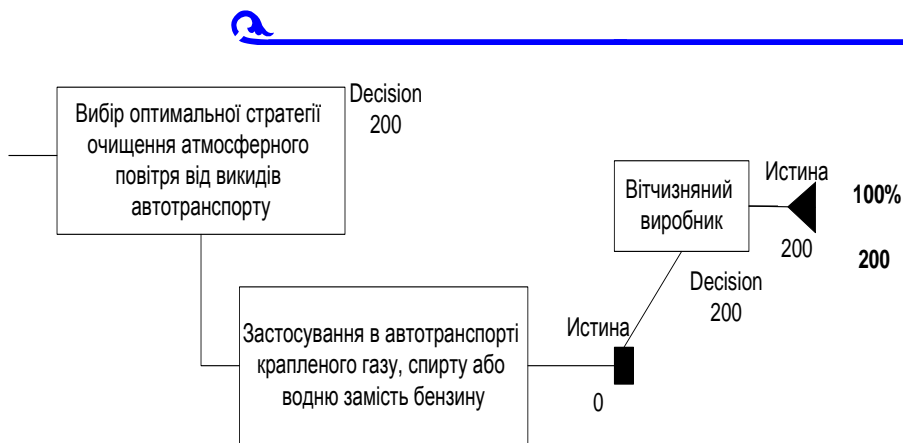 Вибір оптимальної стратегії
очищення атмосферного
повітря від викидів
автотранспорту
Decision
200
Вітчизняний
виробник
Истина
100%
200
200
Decision
200
Застосування в автотранспорті
крапленого газу, спирту або
водню замість бензину
Истина
0